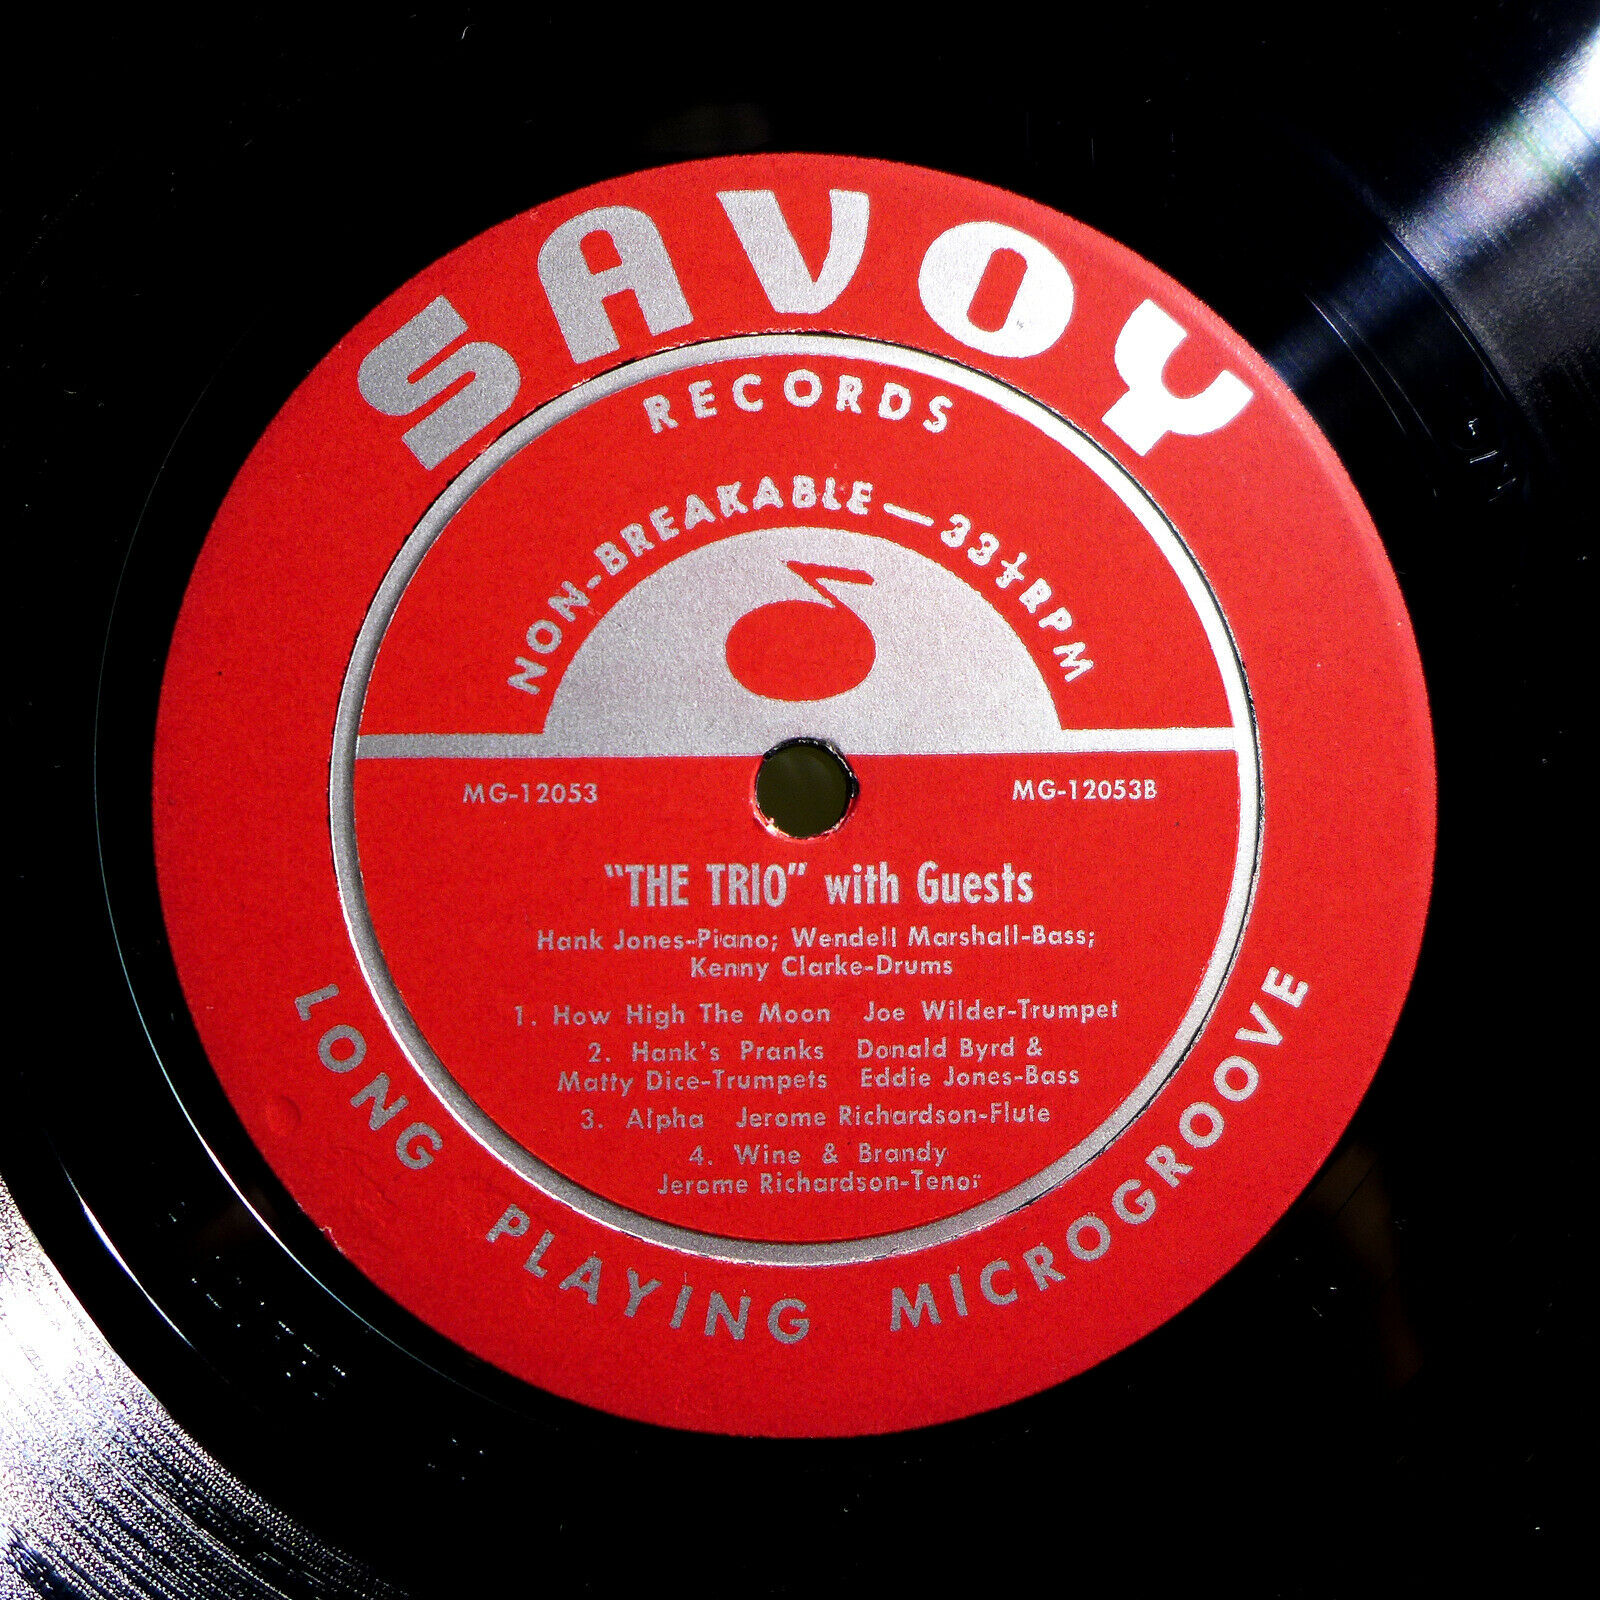 SAVOY
RECORDS
NON-BREAKABLE—33⅓RPM
MG-12053 MG-12053B
"THE TRIO" with Guests
Hank Jones-Piano; Wendell Marshall-Bass;
Kenny Clarke-Drums
1. How High The Moon Joe Wilder-Trumpet
2. Hank's Pranks Donald Byrd &
Matty Dice-Trumpets Eddie Jones-Bass
3. Alpha Jerome Richardson-Flute
4. Wine & Brandy
Jerome Richardson-Tenor
LONG PLAYING MICROGROOVE